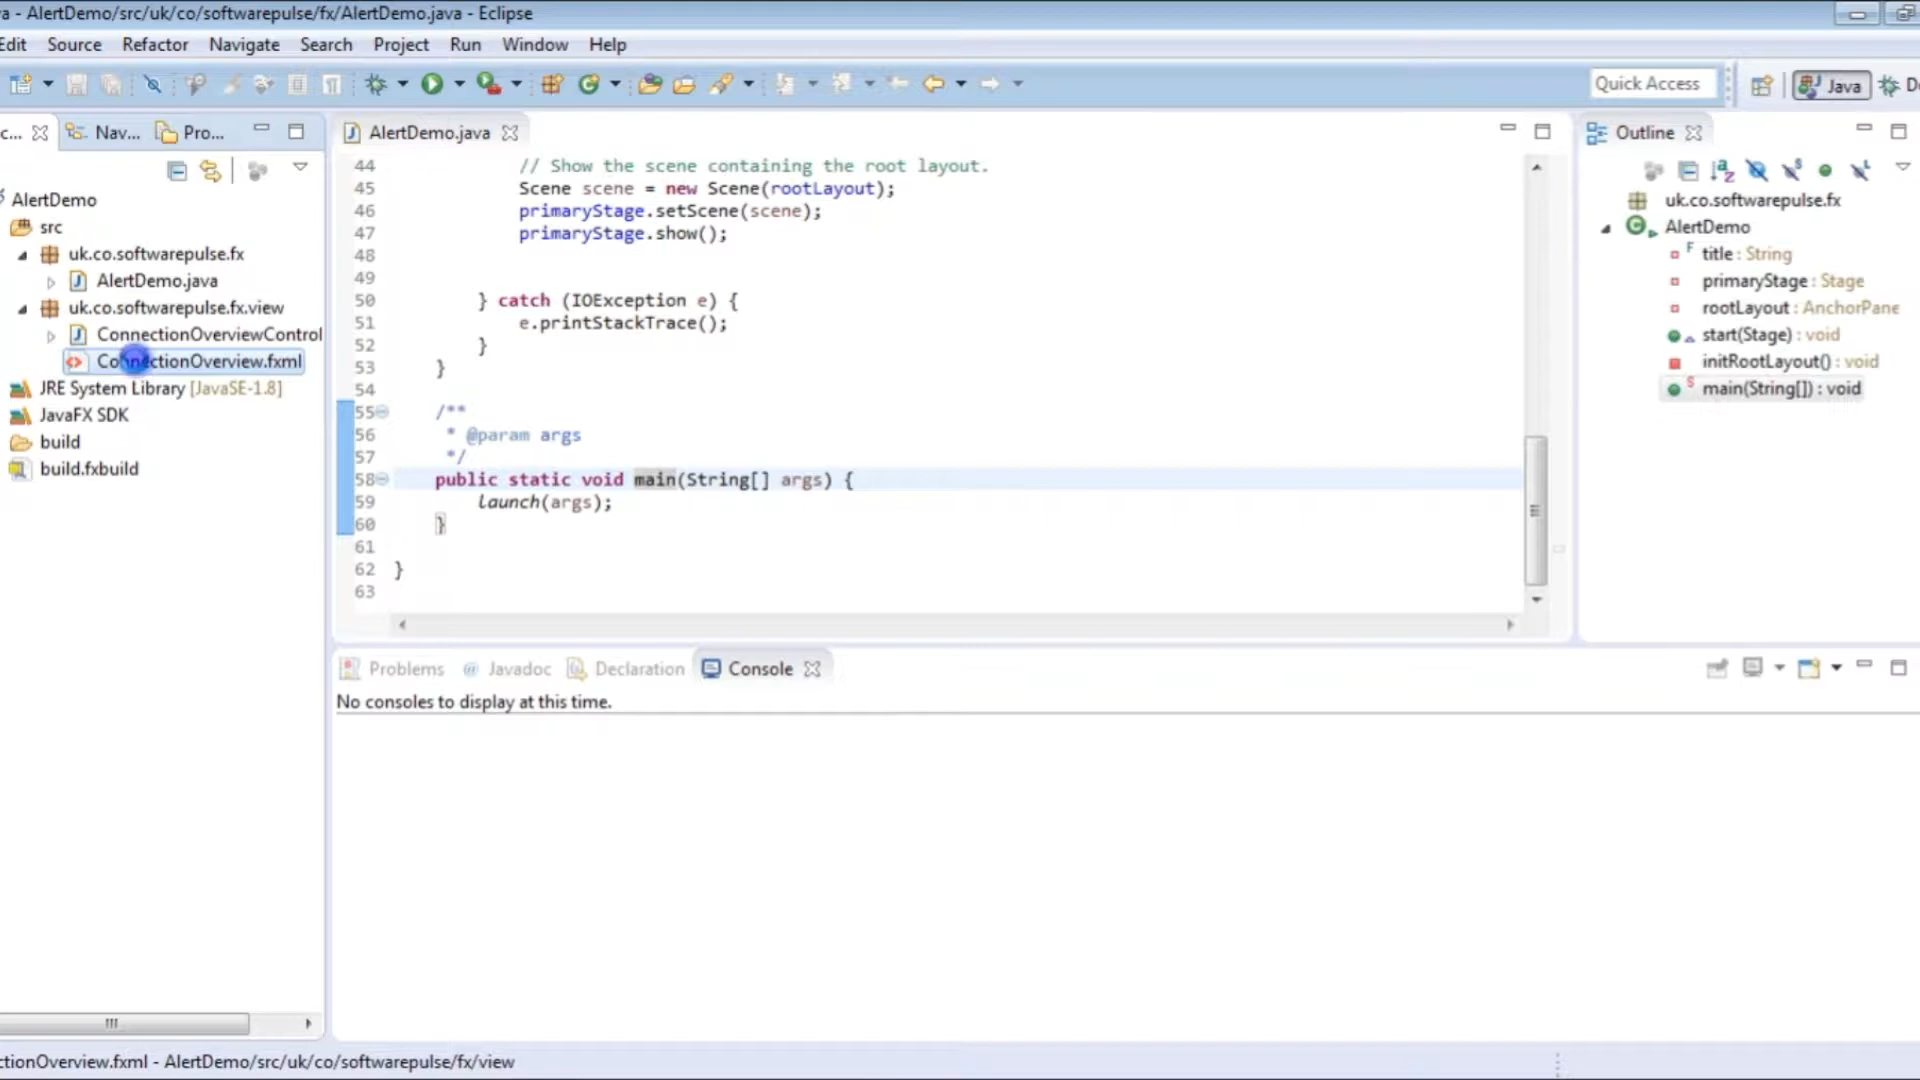 a - AlertDemo/src/uk/co/softwarepulse/fx/AlertDemo.java - Eclipse
Edit Source Refactor Navigate Search Project Run Window Help
Quick Access
Java
c...
Nav...
Pro...
AlertDemo
src
uk.co.softwarepulse.fx
AlertDemo.java
uk.co.softwarepulse.fx.view
ConnectionOverviewControl
ConnectionOverview.fxml
JRE System Library [JavaSE-1.8]
JavaFX SDK
build
build.fxbuild
AlertDemo.java
44 // Show the scene containing the root layout.
45 Scene scene = new Scene(rootLayout);
46 primaryStage.setScene(scene);
47 primaryStage.show();
48
49
50 } catch (IOException e) {
51 e.printStackTrace();
52 }
53 }
54
55 /**
56 * @param args
57 */
58 public static void main(String[] args) {
59 launch(args);
60 }
61
62 }
63
Outline
uk.co.softwarepulse.fx
AlertDemo
title : String
primaryStage : Stage
rootLayout : AnchorPane
start(Stage) : void
initRootLayout() : void
main(String[]) : void
Problems @ Javadoc Declaration Console
No consoles to display at this time.
ctionOverview.fxml - AlertDemo/src/uk/co/softwarepulse/fx/view